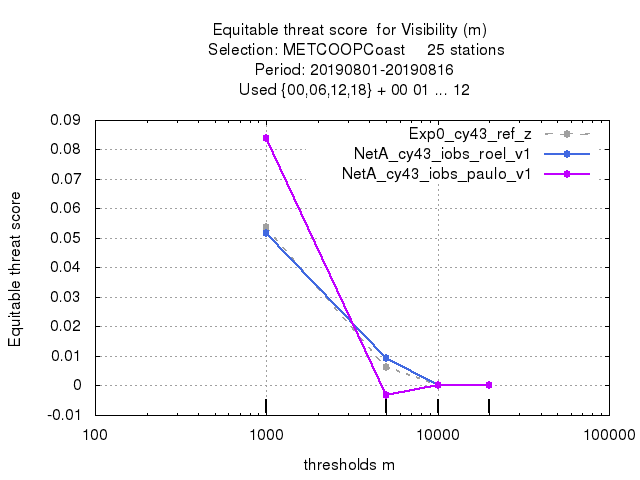 Equitable threat score  for Visibility (m)
Selection: METCOOPCoast     25 stations
Period: 20190801-20190816
Used {00,06,12,18} + 00 01 ... 12
Exp0_cy43_ref_z
NetA_cy43_iobs_roel_v1
NetA_cy43_iobs_paulo_v1
Equitable threat score
0.09
0.08
0.07
0.06
0.05
0.04
0.03
0.02
0.01
0
-0.01
100 1000 10000 100000
thresholds m